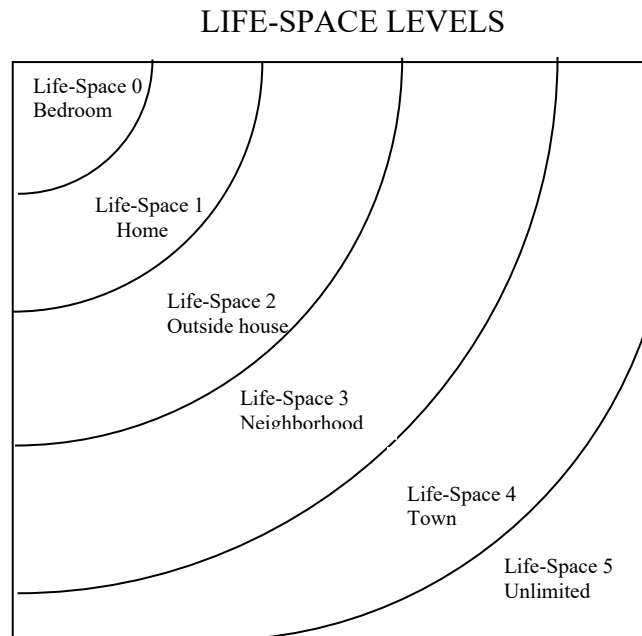 LIFE-SPACE LEVELS
Life-Space 0
Bedroom
Life-Space 1
Home
Life-Space 2
Outside house
Life-Space 3
Neighborhood
Life-Space 4
Town
Life-Space 5
Unlimited